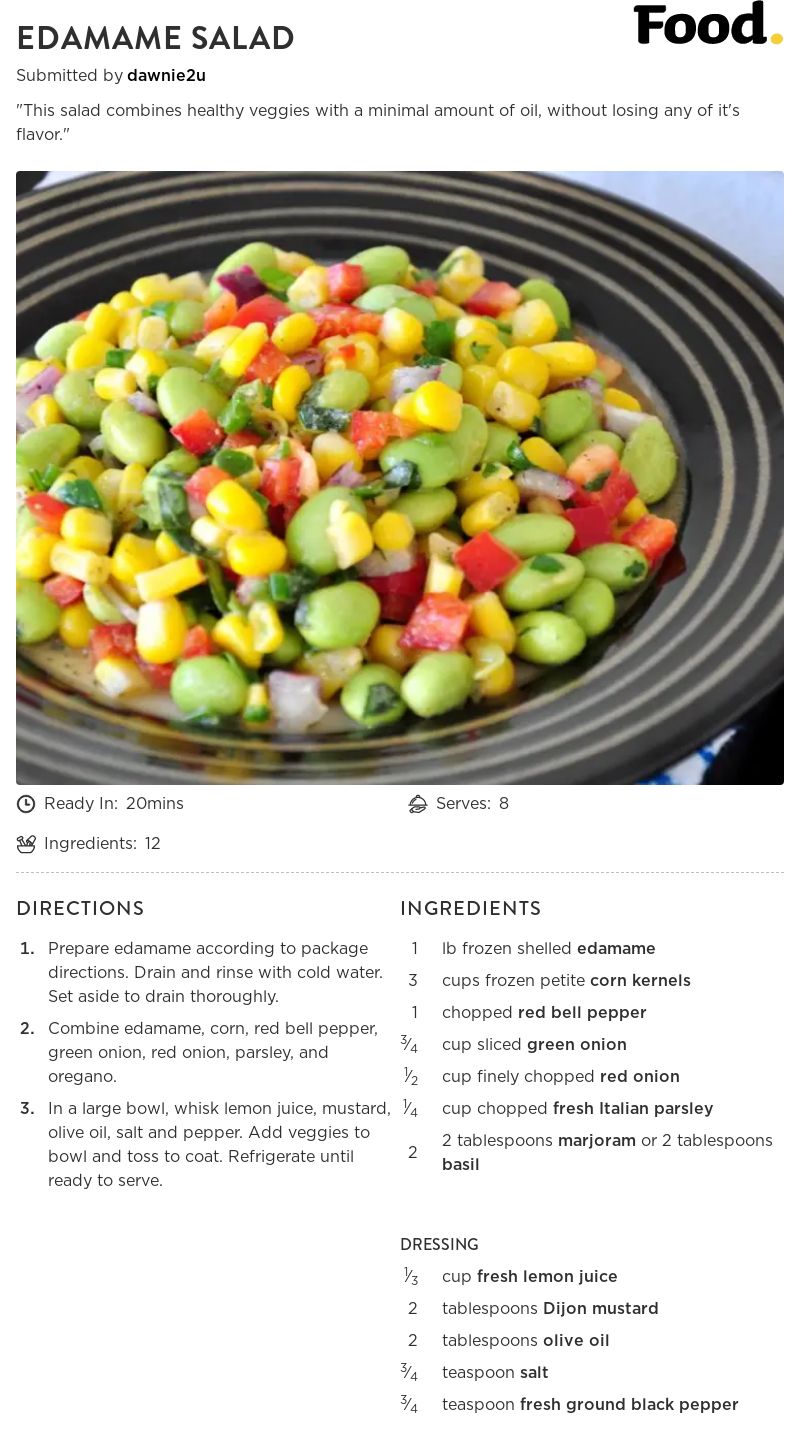 EDAMAME SALAD
Food.
Submitted by dawnie2u
"This salad combines healthy veggies with a minimal amount of oil, without losing any of it's
flavor."
Ready In: 20mins
Serves: 8
Ingredients: 12
DIRECTIONS
1. Prepare edamame according to package
directions. Drain and rinse with cold water.
Set aside to drain thoroughly.
2. Combine edamame, corn, red bell pepper,
green onion, red onion, parsley, and
oregano.
3. In a large bowl, whisk lemon juice, mustard,
olive oil, salt and pepper. Add veggies to
bowl and toss to coat. Refrigerate until
ready to serve.
INGREDIENTS
1 lb frozen shelled edamame
3 cups frozen petite corn kernels
1 chopped red bell pepper
3⁄4 cup sliced green onion
1⁄2 cup finely chopped red onion
1⁄4 cup chopped fresh Italian parsley
2 2 tablespoons marjoram or 2 tablespoons
basil
DRESSING
1⁄3 cup fresh lemon juice
2 tablespoons Dijon mustard
2 tablespoons olive oil
3⁄4 teaspoon salt
3⁄4 teaspoon fresh ground black pepper